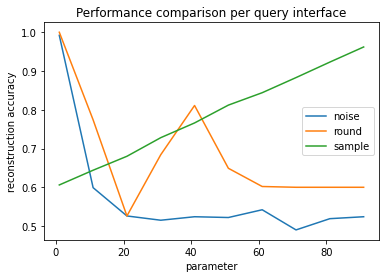 Performance comparison per query interface
reconstruction accuracy
1.0
0.9
0.8
0.7
0.6
0.5
noise
round
sample
0
20
40
60
80
parameter